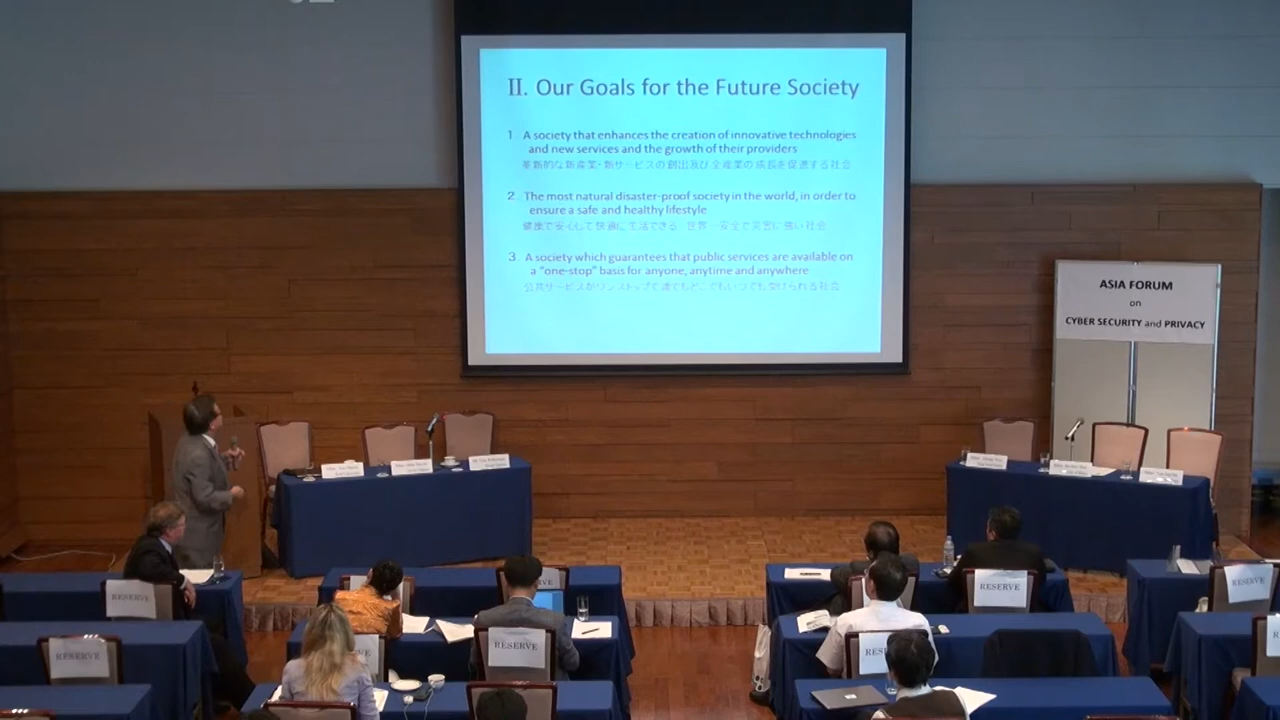 II. Our Goals for the Future Society
1 A society that enhances the creation of innovative technologies
and new services and the growth of their providers
革新的な新産業・新サービスの創出及び全産業の成長を促進する社会
2 The most natural disaster-proof society in the world, in order to
ensure a safe and healthy lifestyle
健康で安心して快適に生活できる 世界一安全で災害に強い社会
3 A society which guarantees that public services are available on
a "one-stop" basis for anyone, anytime and anywhere
公共サービスがワンストップで誰でもどこでもいつでも受けられる社会
ASIA FORUM
on
CYBER SECURITY and PRIVACY
RESERVE
RESERVE
RESERVE
RESERVE
RESERVE